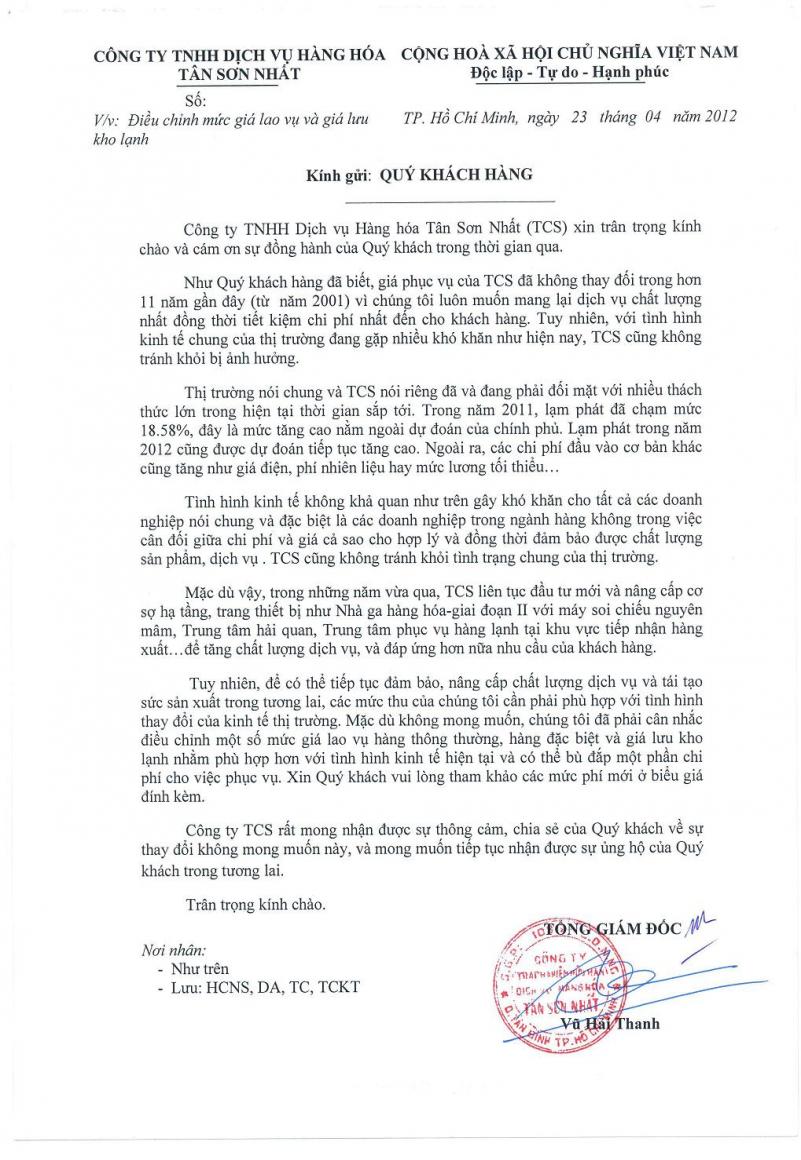 CÔNG TY TNHH DỊCH VỤ HÀNG HÓA
TÂN SƠN NHẤT
CỘNG HOÀ XÃ HỘI CHỦ NGHĨA VIỆT NAM
Độc lập - Tự do - Hạnh phúc
Số:
V/v: Điều chỉnh mức giá lao vụ và giá lưu
kho lạnh
TP. Hồ Chí Minh, ngày 23 tháng 04 năm 2012
Kính gửi: QUÝ KHÁCH HÀNG
Công ty TNHH Dịch vụ Hàng hóa Tân Sơn Nhất (TCS) xin trân trọng kính
chào và cám ơn sự đồng hành của Quý khách trong thời gian qua.
Như Quý khách hàng đã biết, giá phục vụ của TCS đã không thay đổi trong hơn
11 năm gần đây (từ năm 2001) vì chúng tôi luôn muốn mang lại dịch vụ chất lượng
nhất đồng thời tiết kiệm chi phí nhất đến cho khách hàng. Tuy nhiên, với tình hình
kinh tế chung của thị trường đang gặp nhiều khó khăn như hiện nay, TCS cũng không
tránh khỏi bị ảnh hưởng.
Thị trường nói chung và TCS nói riêng đã và đang phải đối mặt với nhiều thách
thức lớn trong hiện tại thời gian sắp tới. Trong năm 2011, lạm phát đã chạm mức
18.58%, đây là mức tăng cao nằm ngoài dự đoán của chính phủ. Lạm phát trong năm
2012 cũng được dự đoán tiếp tục tăng cao. Ngoài ra, các chi phí đầu vào cơ bản khác
cũng tăng như giá điện, phí nhiên liệu hay mức lương tối thiểu…
Tình hình kinh tế không khả quan như trên gây khó khăn cho tất cả các doanh
nghiệp nói chung và đặc biệt là các doanh nghiệp trong ngành hàng không trong việc
cân đối giữa chi phí và giá cả sao cho hợp lý và đồng thời đảm bảo được chất lượng
sản phẩm, dịch vụ . TCS cũng không tránh khỏi tình trạng chung của thị trường.
Mặc dù vậy, trong những năm vừa qua, TCS liên tục đầu tư mới và nâng cấp cơ
sợ hạ tầng, trang thiết bị như Nhà ga hàng hóa-giai đoạn II với máy soi chiếu nguyên
mâm, Trung tâm hải quan, Trung tâm phục vụ hàng lạnh tại khu vực tiếp nhận hàng
xuất…để tăng chất lượng dịch vụ, và đáp ứng hơn nữa nhu cầu của khách hàng.
Tuy nhiên, để có thể tiếp tục đảm bảo, nâng cấp chất lượng dịch vụ và tái tạo
sức sản xuất trong tương lai, các mức thu của chúng tôi cần phải phù hợp với tình hình
thay đổi của kinh tế thị trường. Mặc dù không mong muốn, chúng tôi đã phải cân nhắc
điều chỉnh một số mức giá lao vụ hàng thông thường, hàng đặc biệt và giá lưu kho
lạnh nhằm phù hợp hơn với tình hình kinh tế hiện tại và có thể bù đắp một phần chi
phí cho việc phục vụ. Xin Quý khách vui lòng tham khảo các mức phí mới ở biểu giá
đính kèm.
Công ty TCS rất mong nhận được sự thông cảm, chia sẻ của Quý khách về sự
thay đổi không mong muốn này, và mong muốn tiếp tục nhận được sự ủng hộ của Quý
khách trong tương lai.
Trân trọng kính chào.
TỔNG GIÁM ĐỐC
Nơi nhân:
- Như trên
- Lưu: HCNS, DA, TC, TCKT
CÔNG TY
TRÁCH NHIỆM HỮU HẠN
DỊCH VỤ HÀNG HÓA
TÂN SƠN NHẤT
Q.TÂN BÌNH TP.HỒ CHÍ MINH
Vũ Hải Thanh